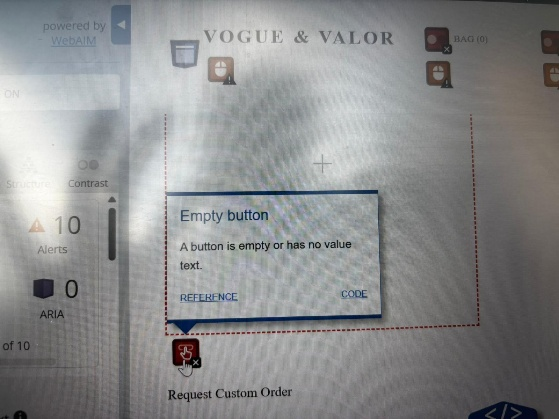 powered by
WebAIM
VOGUE & VALOR
BAG (0)
ON
Structure
Contrast
10
Alerts
0
ARIA
of 10
Empty button
A button is empty or has no value
text.
REFERENCE
CODE
Request Custom Order